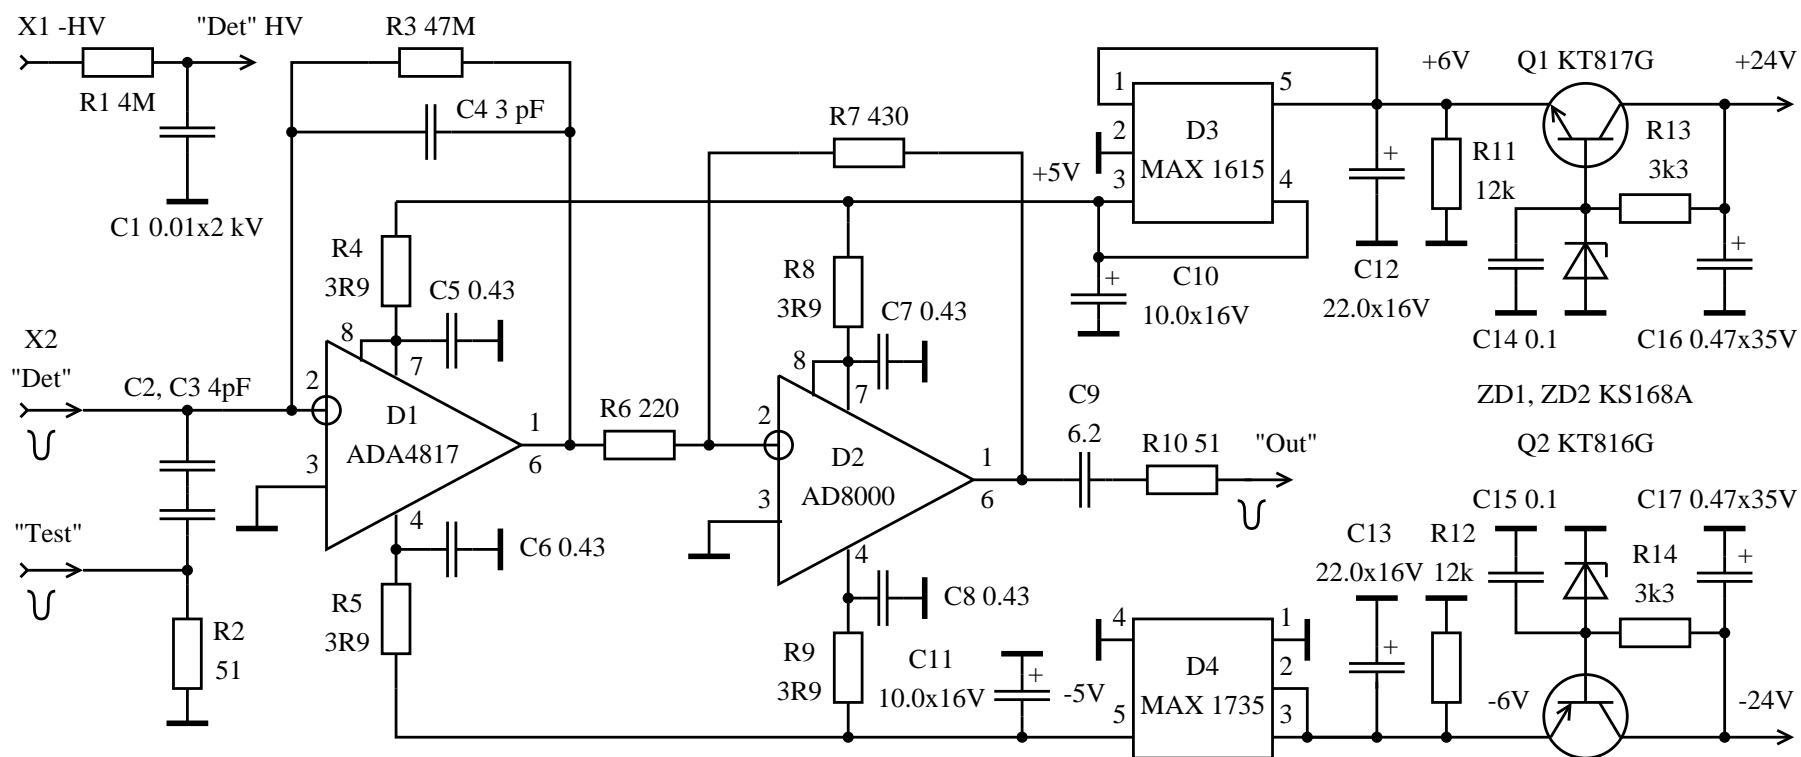 X1 -HV
"Det" HV
R1 4M
C1 0.01x2 kV
R3 47M
C4 3 pF
R7 430
+5V
1
2
3
D3
MAX 1615
5
4
+6V
Q1 KT817G
+24V
R11
12k
R13
3k3
+
C12
22.0x16V
+
C10
10.0x16V
C14 0.1
+
C16 0.47x35V
R4
3R9
C5 0.43
R8
3R9
C7 0.43
X2
"Det"
C2, C3 4pF
8
7
2
3
D1
ADA4817
1
6
4
R6 220
8
7
2
3
D2
AD8000
1
6
4
C9
6.2
R10 51
"Out"
ZD1, ZD2 KS168A
Q2 KT816G
"Test"
R2
51
C6 0.43
R5
3R9
C8 0.43
R9
3R9
C11
10.0x16V
+
-5V
4
5
D4
MAX 1735
1
2
3
C13
22.0x16V
+
R12
12k
C15 0.1
C17 0.47x35V
+
R14
3k3
-6V
-24V